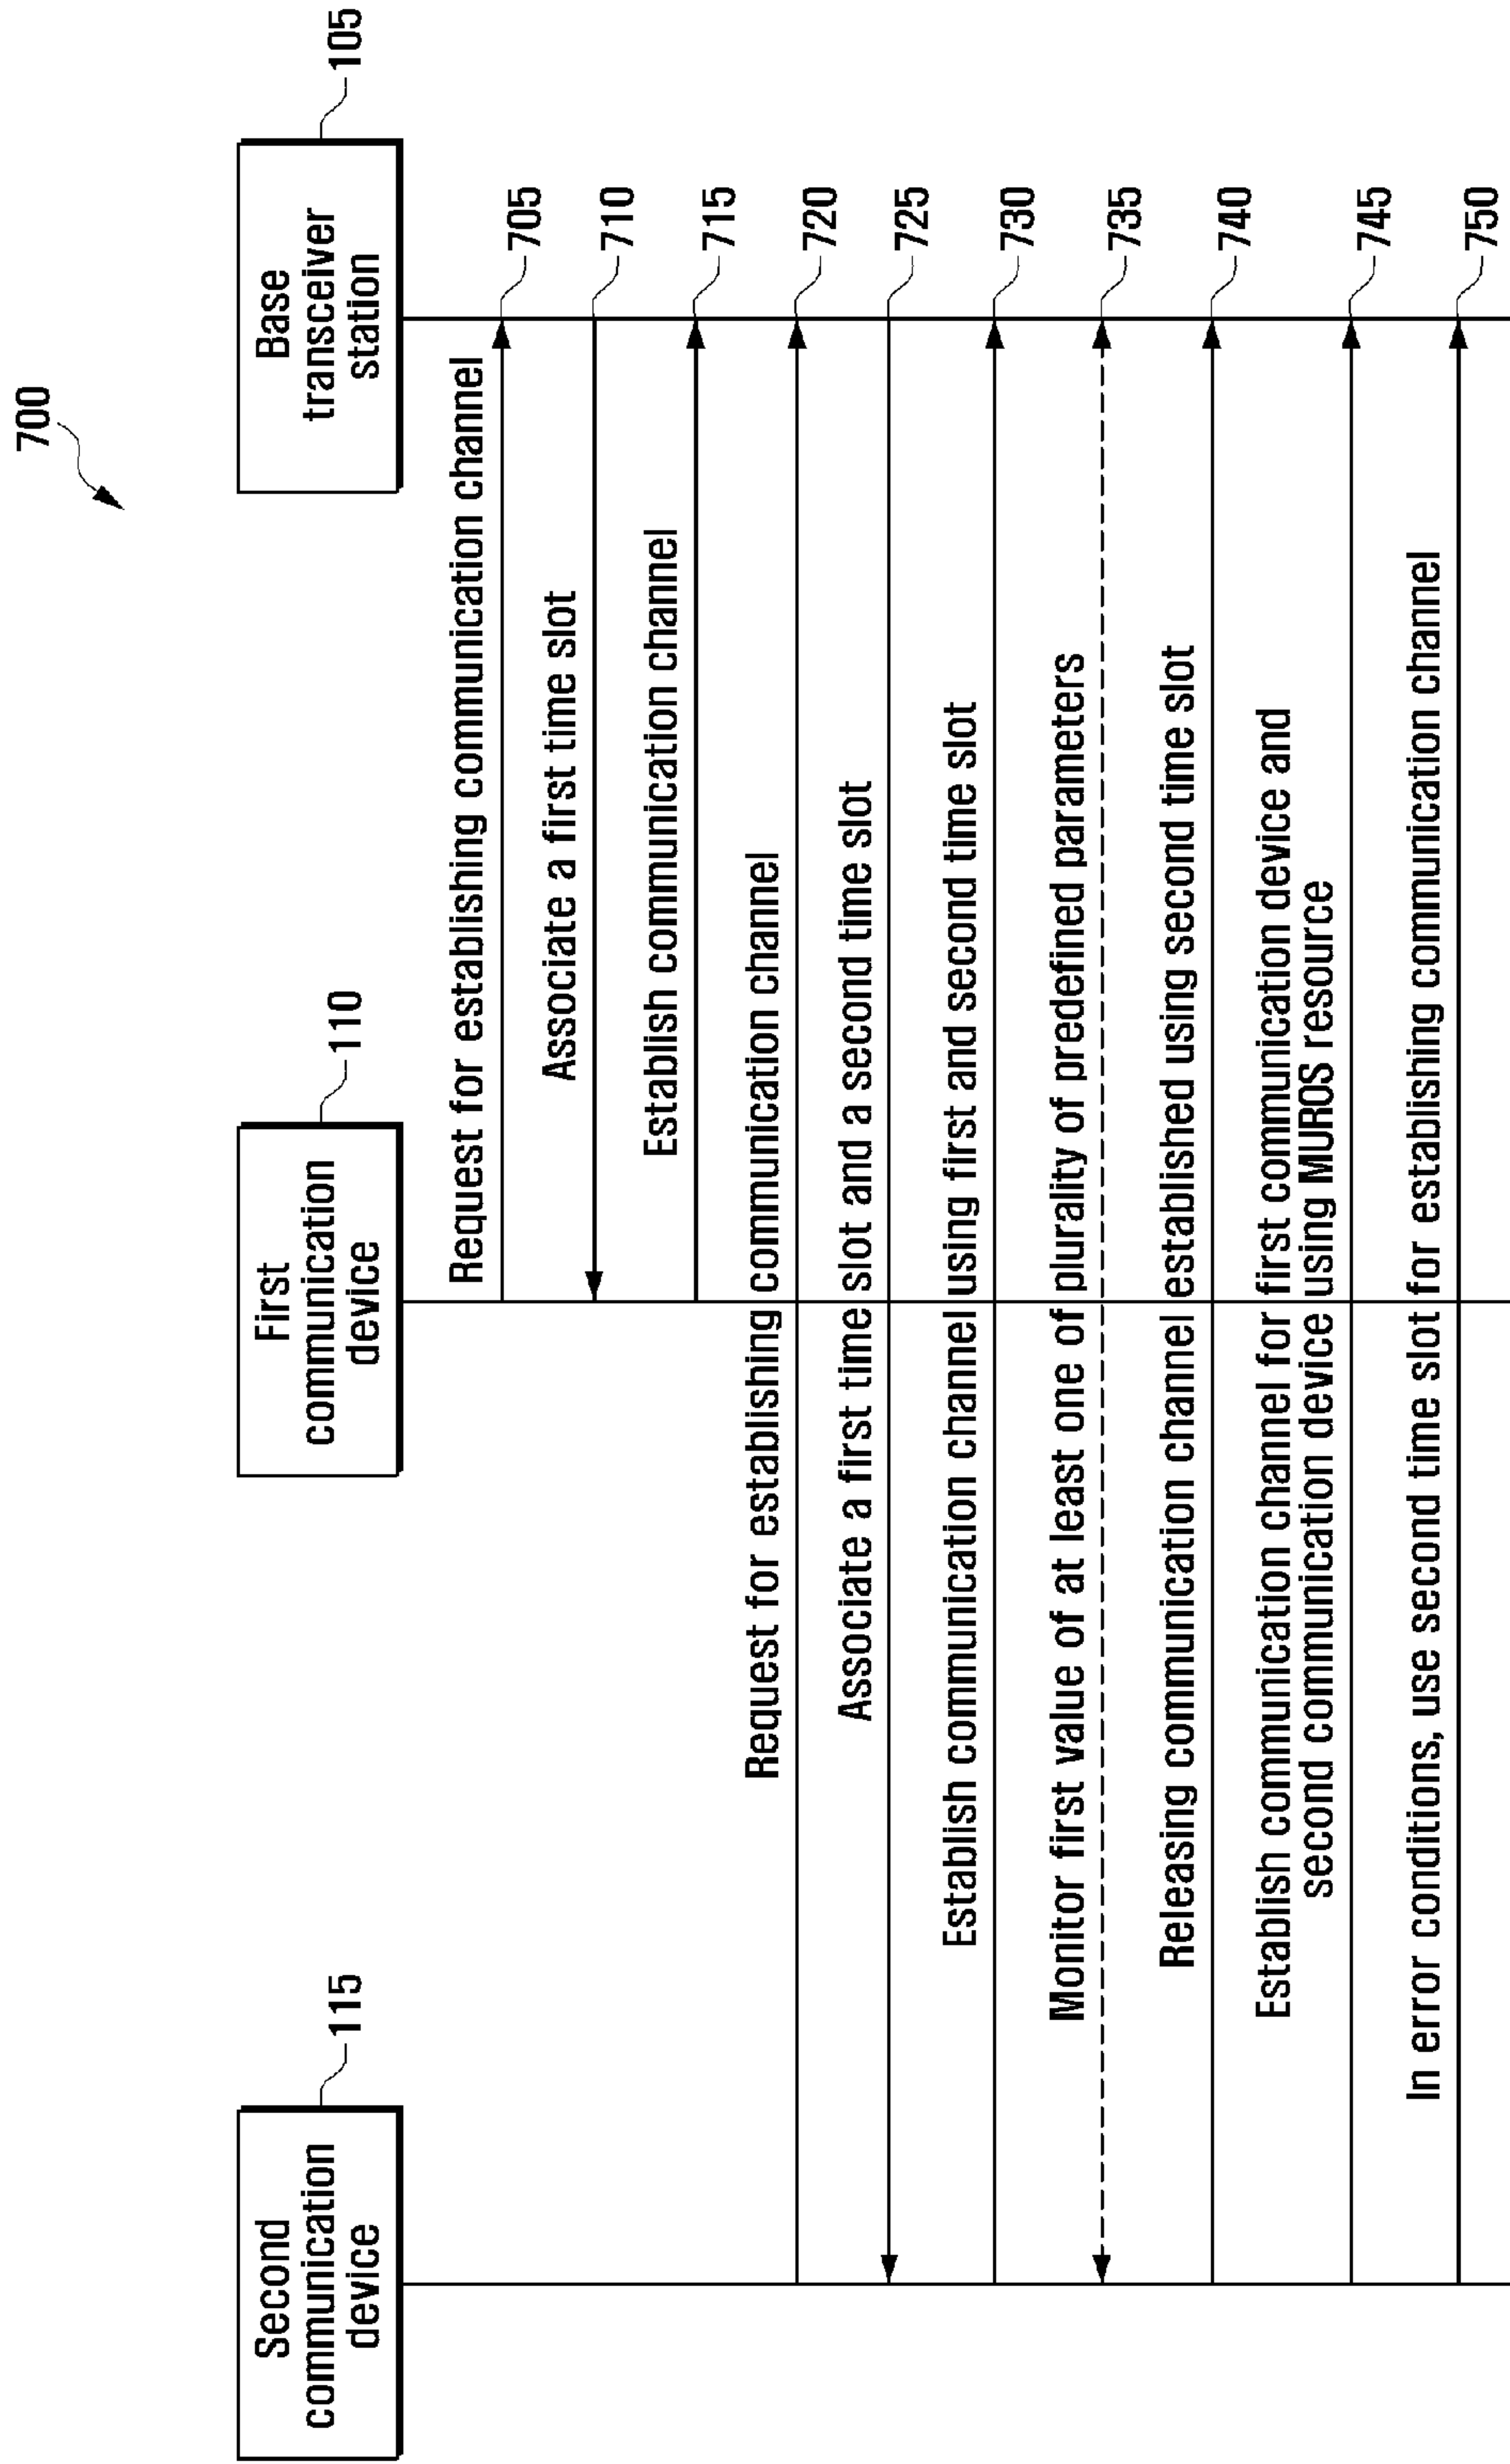 700
Second
communication
device
115
First
communication
device
110
Base
transceiver
station
105
Request for establishing communication channel
705
Associate a first time slot
710
Establish communication channel
715
Request for establishing communication channel
720
Associate a first time slot and a second time slot
725
Establish communication channel using first and second time slot
730
Monitor first value of at least one of plurality of predefined parameters
735
Releasing communication channel established using second time slot
740
Establish communication channel for first communication device and
second communication device using MUROS resource
745
In error conditions, use second time slot for establishing communication channel
750